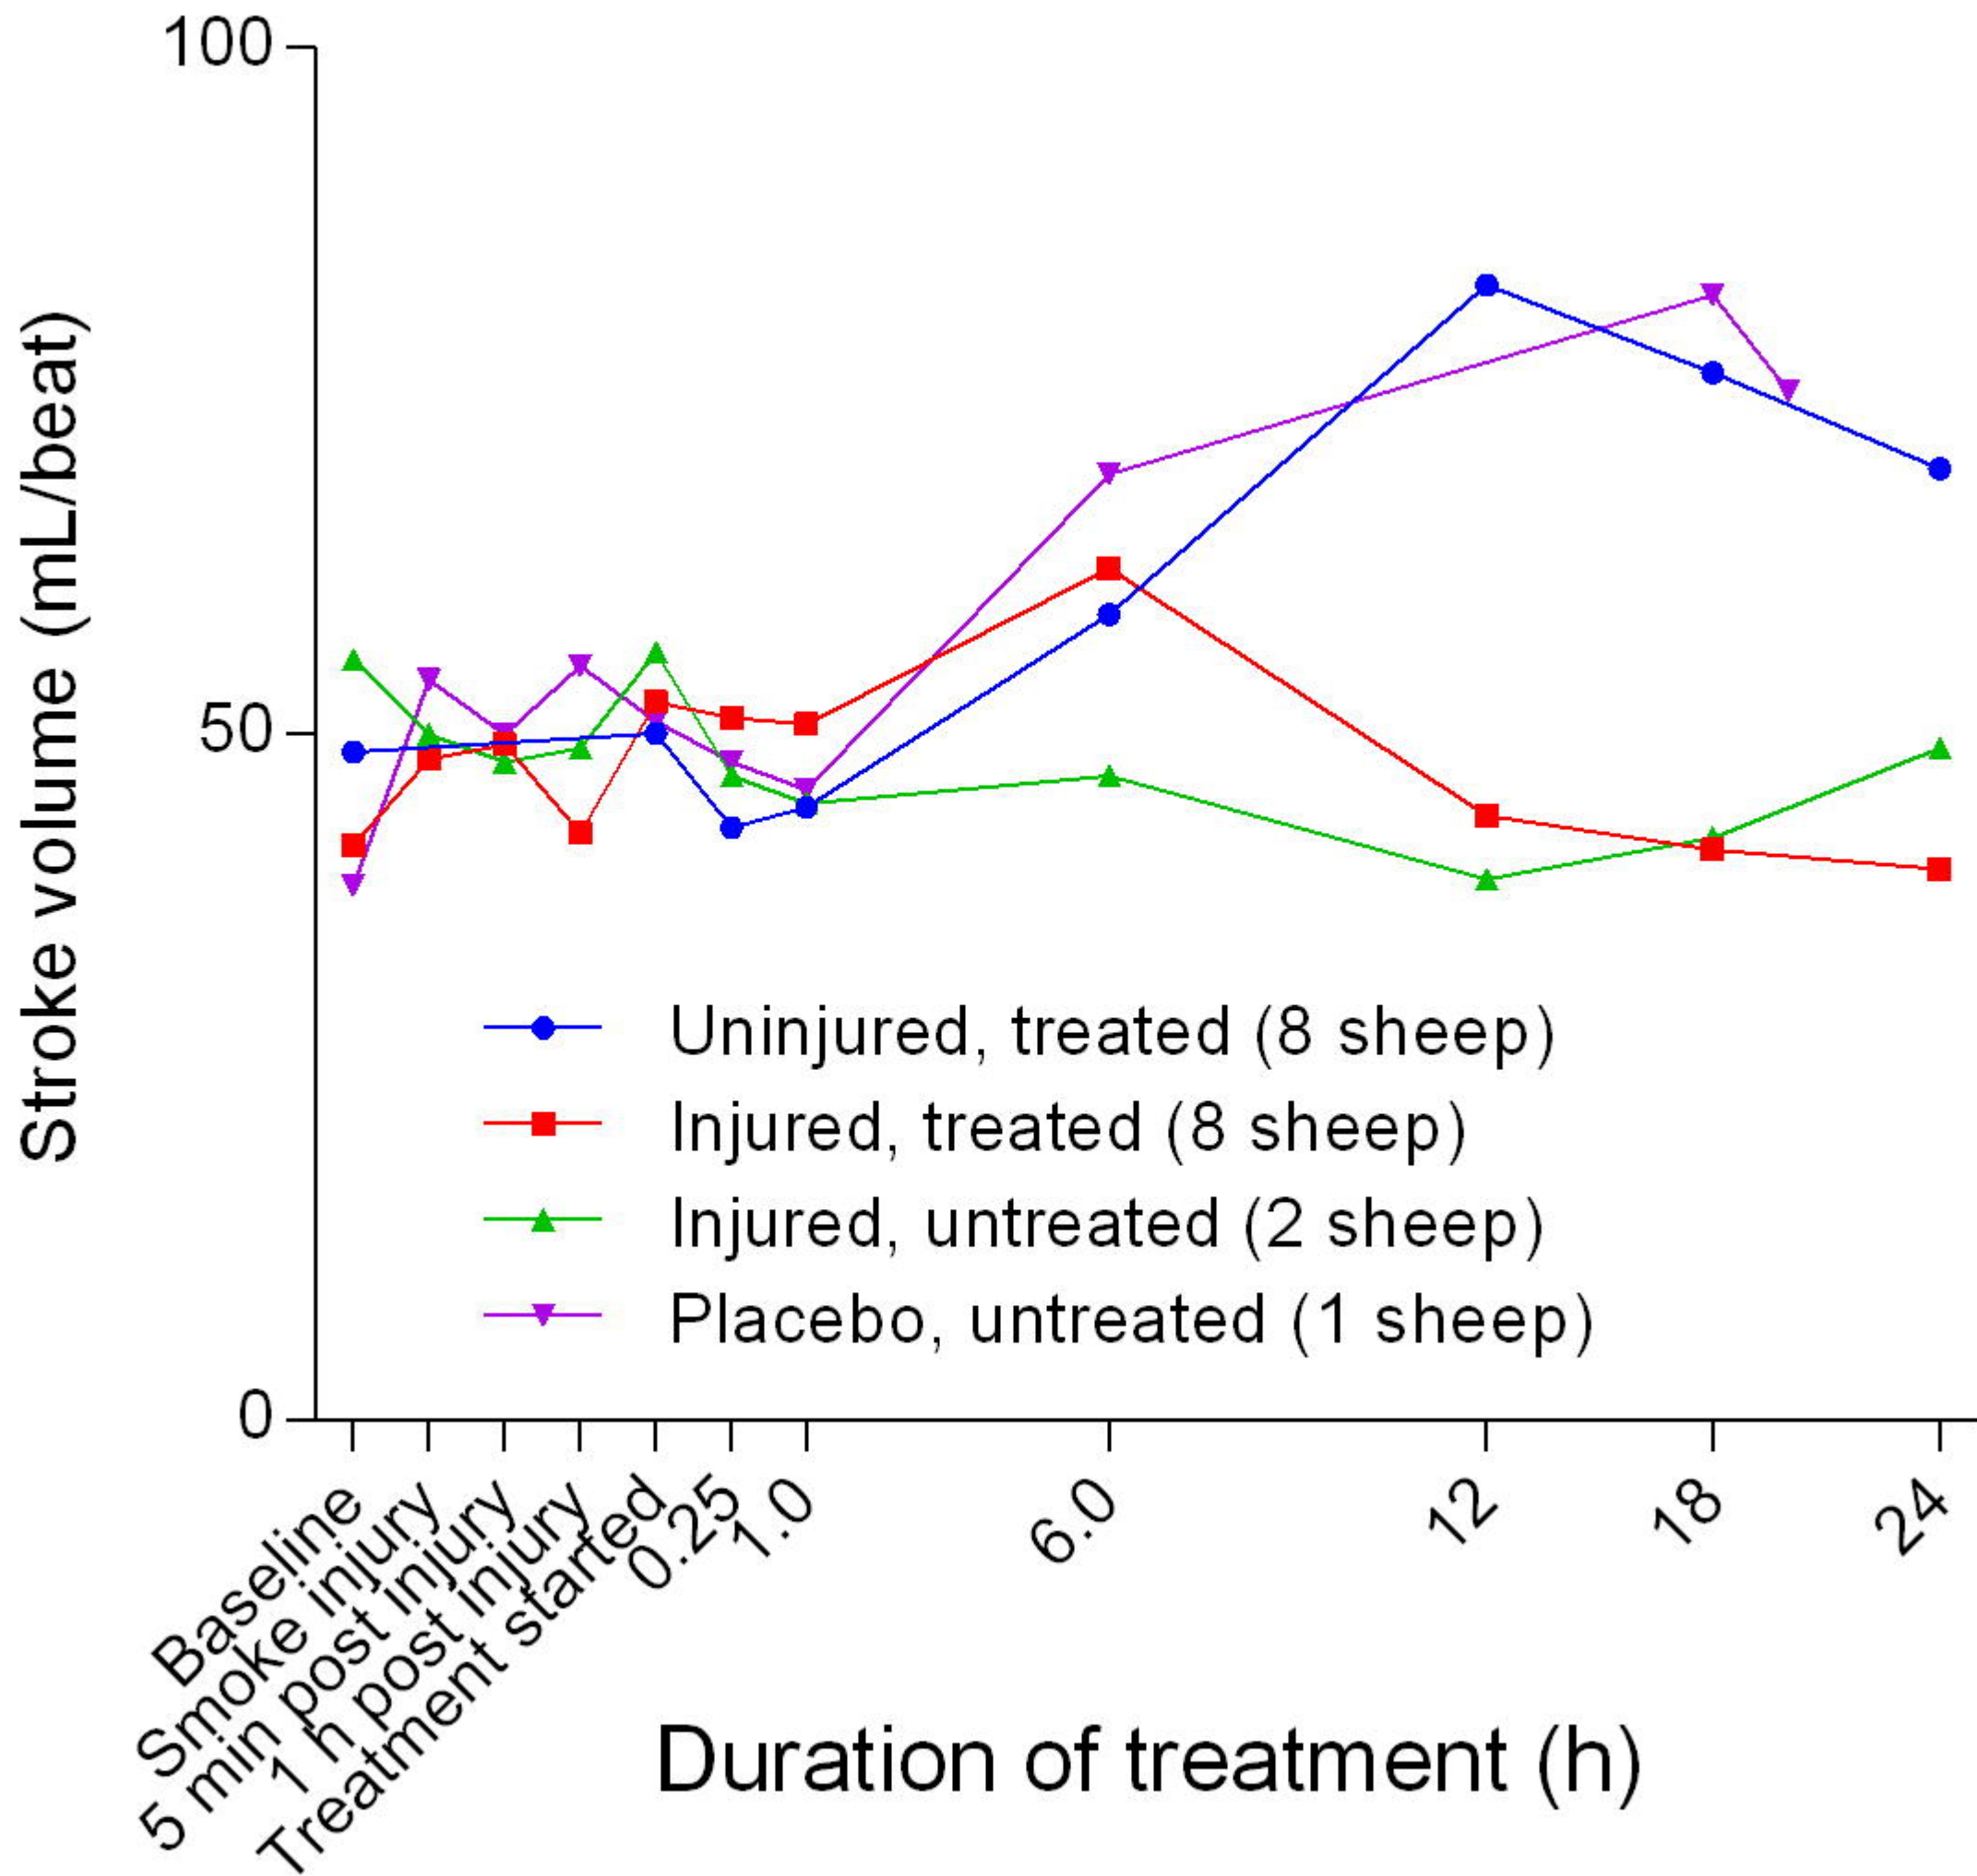 100
50
0
Stroke volume (mL/beat)
Uninjured, treated (8 sheep)
Injured, treated (8 sheep)
Injured, untreated (2 sheep)
Placebo, untreated (1 sheep)
Baseline
Smoke injury
5 min post injury
1 h post injury
Treatment started
0.25
1.0
6.0
12
18
24
Duration of treatment (h)